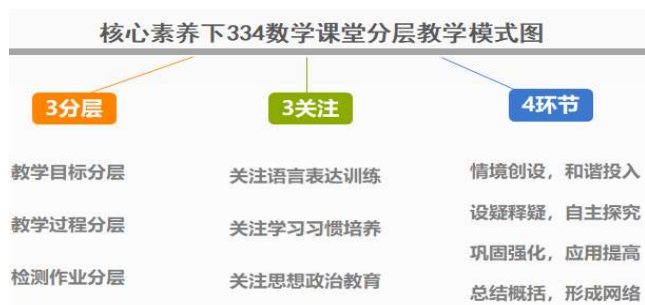 核心素养下334数学课堂分层教学模式图
3分层
3关注
4环节
教学目标分层
教学过程分层
检测作业分层
关注语言表达训练
关注学习习惯培养
关注思想政治教育
情境创设，和谐投入
设疑释疑，自主探究
巩固强化，应用提高
总结概括，形成网络